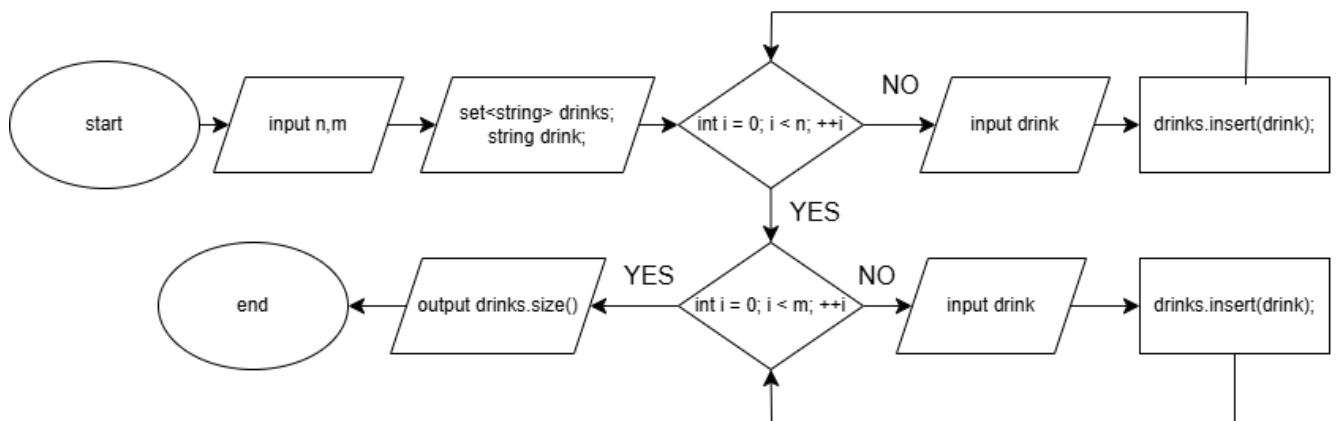 start
input n,m
set<string> drinks;
string drink;
int i = 0; i < n; ++i
NO
input drink
drinks.insert(drink);
YES
end
output drinks.size()
YES
int i = 0; i < m; ++i
NO
input drink
drinks.insert(drink);